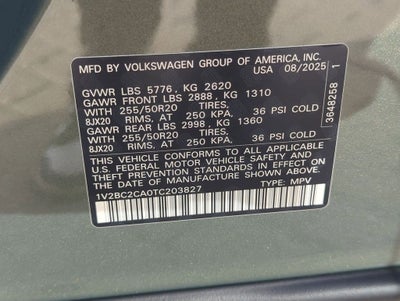 MFD BY VOLKSWAGEN GROUP OF AMERICA, INC.
USA 08/2025
GVWR LBS 5776, KG 2620
GAWR FRONT LBS 2888, KG 1310
WITH 255/50R20 TIRES,
8JX20 RIMS, AT 250 KPA, 36 PSI COLD
GAWR REAR LBS 2998, KG 1360
WITH 255/50R20 TIRES,
8JX20 RIMS, AT 250 KPA, 36 PSI COLD
THIS VEHICLE CONFORMS TO ALL APPLICABLE
U.S. FEDERAL MOTOR VEHICLE SAFETY AND
THEFT PREVENTION STANDARDS IN EFFECT
ON THE DATE OF MANUFACTURE SHOWN ABOVE.
1V2BC2CA0TC203827 TYPE: MPV
3648258 1